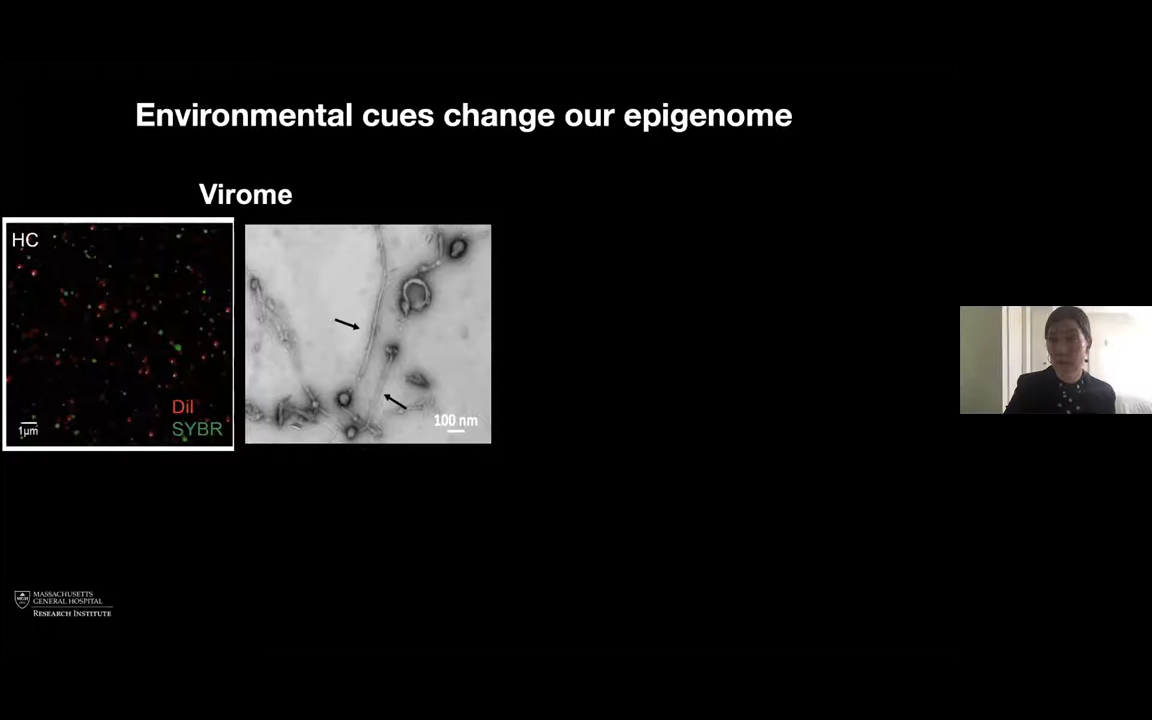 Environmental cues change our epigenome
Virome
HC
DiI
SYBR
1µm
100 nm
MASSACHUSETTS
GENERAL HOSPITAL
RESEARCH INSTITUTE